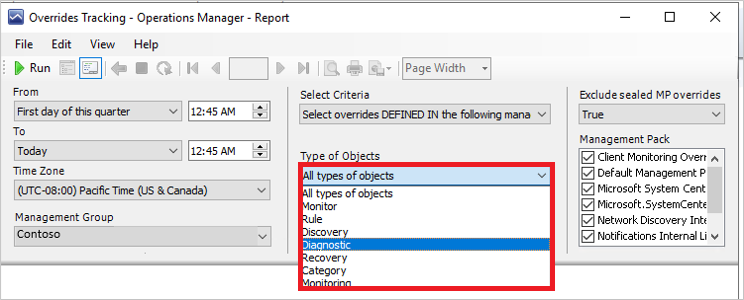 Overrides Tracking - Operations Manager - Report
File Edit View Help
Run Page Width
From
First day of this quarter 12:45 AM
To
Today 12:45 AM
Time Zone
(UTC-08:00) Pacific Time (US & Canada)
Management Group
Contoso
Select Criteria
Select overrides DEFINED IN the following mana
Type of Objects
All types of objects
All types of objects
Monitor
Rule
Discovery
Diagnostic
Recovery
Category
Monitoring
Exclude sealed MP overrides
True
Management Pack
Client Monitoring Overr
Default Management P
Microsoft System Cent
Microsoft.SystemCente
Network Discovery Inte
Notifications Internal Li